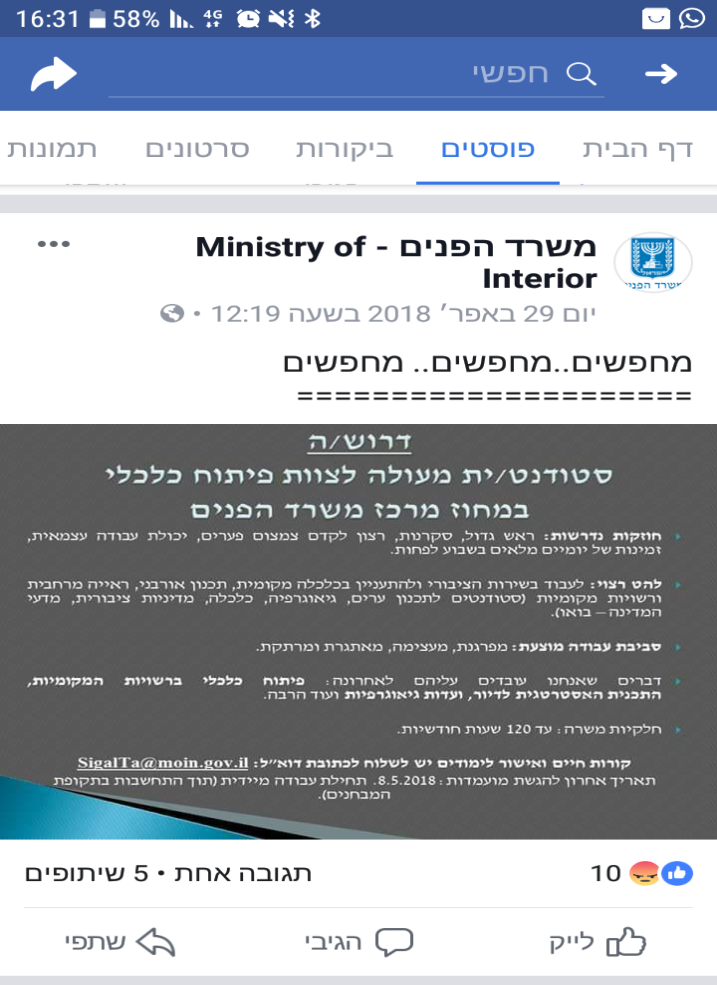 16:31 58% 4G
חפשי
דף הבית פוסטים ביקורות סרטונים תמונות
משרד הפנים - Ministry of
Interior
משרד הפנים
יום 29 באפר׳ 2018 בשעה 12:19 •
מחפשים..מחפשים.. מחפשים
=====================
דרוש/ה
סטודנט/ית מעולה לצוות פיתוח כלכלי
במחוז מרכז משרד הפנים
חוזקות נדרשות: ראש גדול, סקרנות, רצון לקדם צמצום פערים, יכולת עבודה עצמאית,
זמינות של יומיים מלאים בשבוע לפחות.
להט רצוי: לעבוד בשירות הציבורי ולהתעניין בכלכלה מקומית, תכנון אורבני, ראייה מרחבית
ורשויות מקומיות (סטודנטים לתכנון ערים, גיאוגרפיה, כלכלה, מדיניות ציבורית, מדעי
המדינה – בואו).
סביבת עבודה מוצעת: מפרגנת, מעצימה, מאתגרת ומרתקת.
דברים שאנחנו עובדים עליהם לאחרונה: פיתוח כלכלי ברשויות המקומיות,
התכנית האסטרטגית לדיור, ועדות גיאוגרפיות ועוד הרבה.
חלקיות משרה: עד 120 שעות חודשיות.
קורות חיים ואישור לימודים יש לשלוח לכתובת דוא״ל: SigalTa@moin.gov.il
תאריך אחרון להגשת מועמדות: 8.5.2018. תחילת עבודה מיידית (תוך התחשבות בתקופת
המבחנים).
10 תגובה אחת • 5 שיתופים
לייק הגיבי שתפי